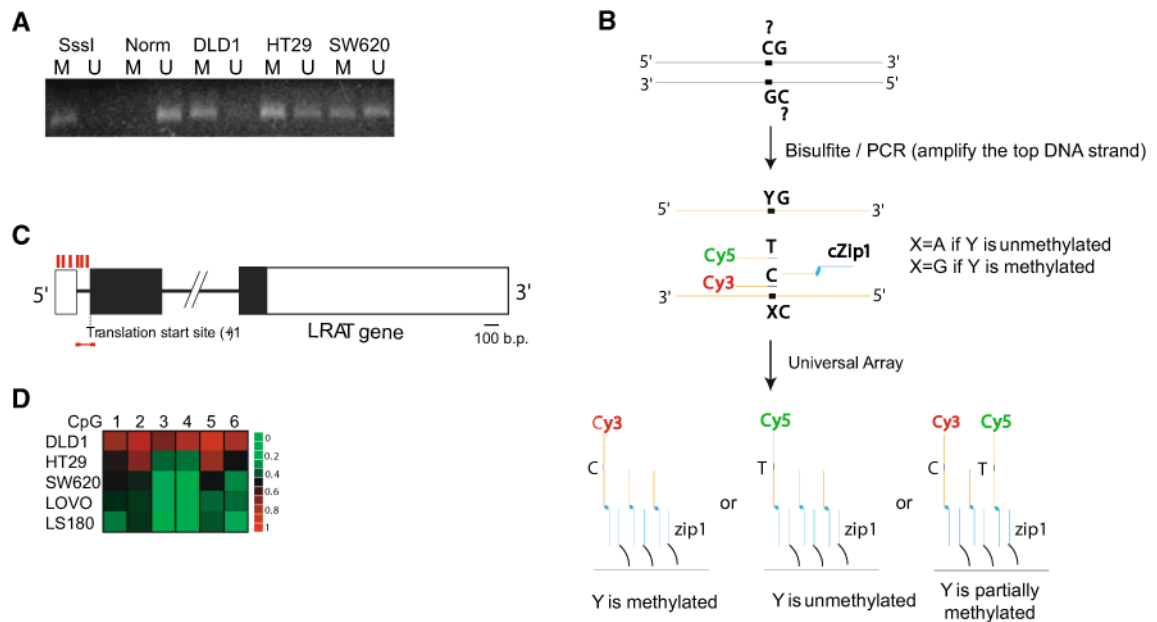 A
SssI Norm DLD1 HT29 SW620
M U M U M U M U M U
B
?
CG
5' 3'
3' 5'
GC
?
Bisulfite / PCR (amplify the top DNA strand)
YG
5' 3'
T
Cy5 cZip1
C
Cy3
3' 5'
XC
X=A if Y is unmethylated
X=G if Y is methylated
Universal Array
Cy3
C
zip1
Y is methylated
or
Cy5
T
zip1
Y is unmethylated
or
Cy3 Cy5
C T
zip1
Y is partially
methylated
C
5' 3'
Translation start site (+1
LRAT gene
100 b.p.
D
CpG 1 2 3 4 5 6
DLD1
HT29
SW620
LOVO
LS180
0
0.2
0.4
0.6
0.8
1